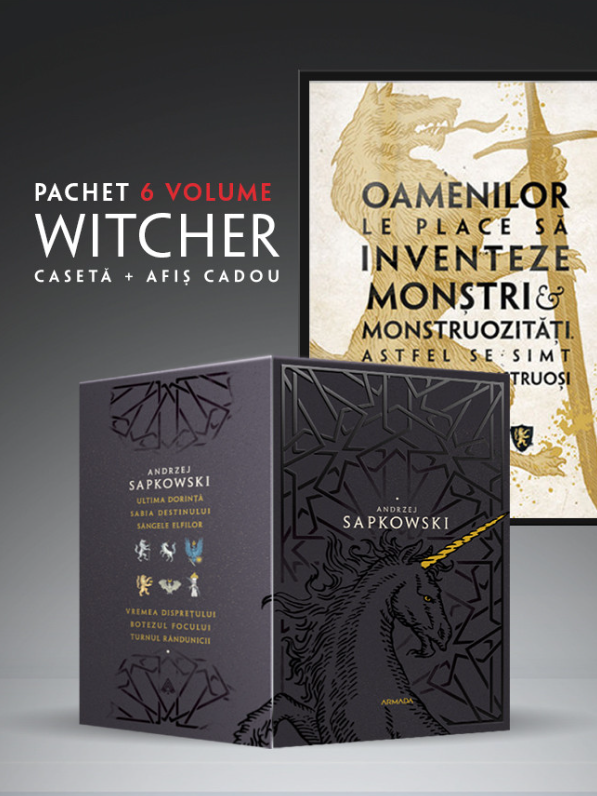 PACHET 6 VOLUME
WITCHER
CASETĂ + AFIȘ CADOU
OAMENILOR
LE PLACE SĂ
INVENTEZE
MONȘTRI &
MONSTRUOZITĂȚI.
ASTFEL SE SIMT
ANDRZEJ
SAPKOWSKI
ULTIMA DORINȚĂ
SABIA DESTINULUI
SÂNGELE ELFILOR
VREMEA DISPREȚULUI
BOTEZUL FOCULUI
TURNUL RÂNDUNICII
ANDRZEJ
SAPKOWSKI
ARMADA